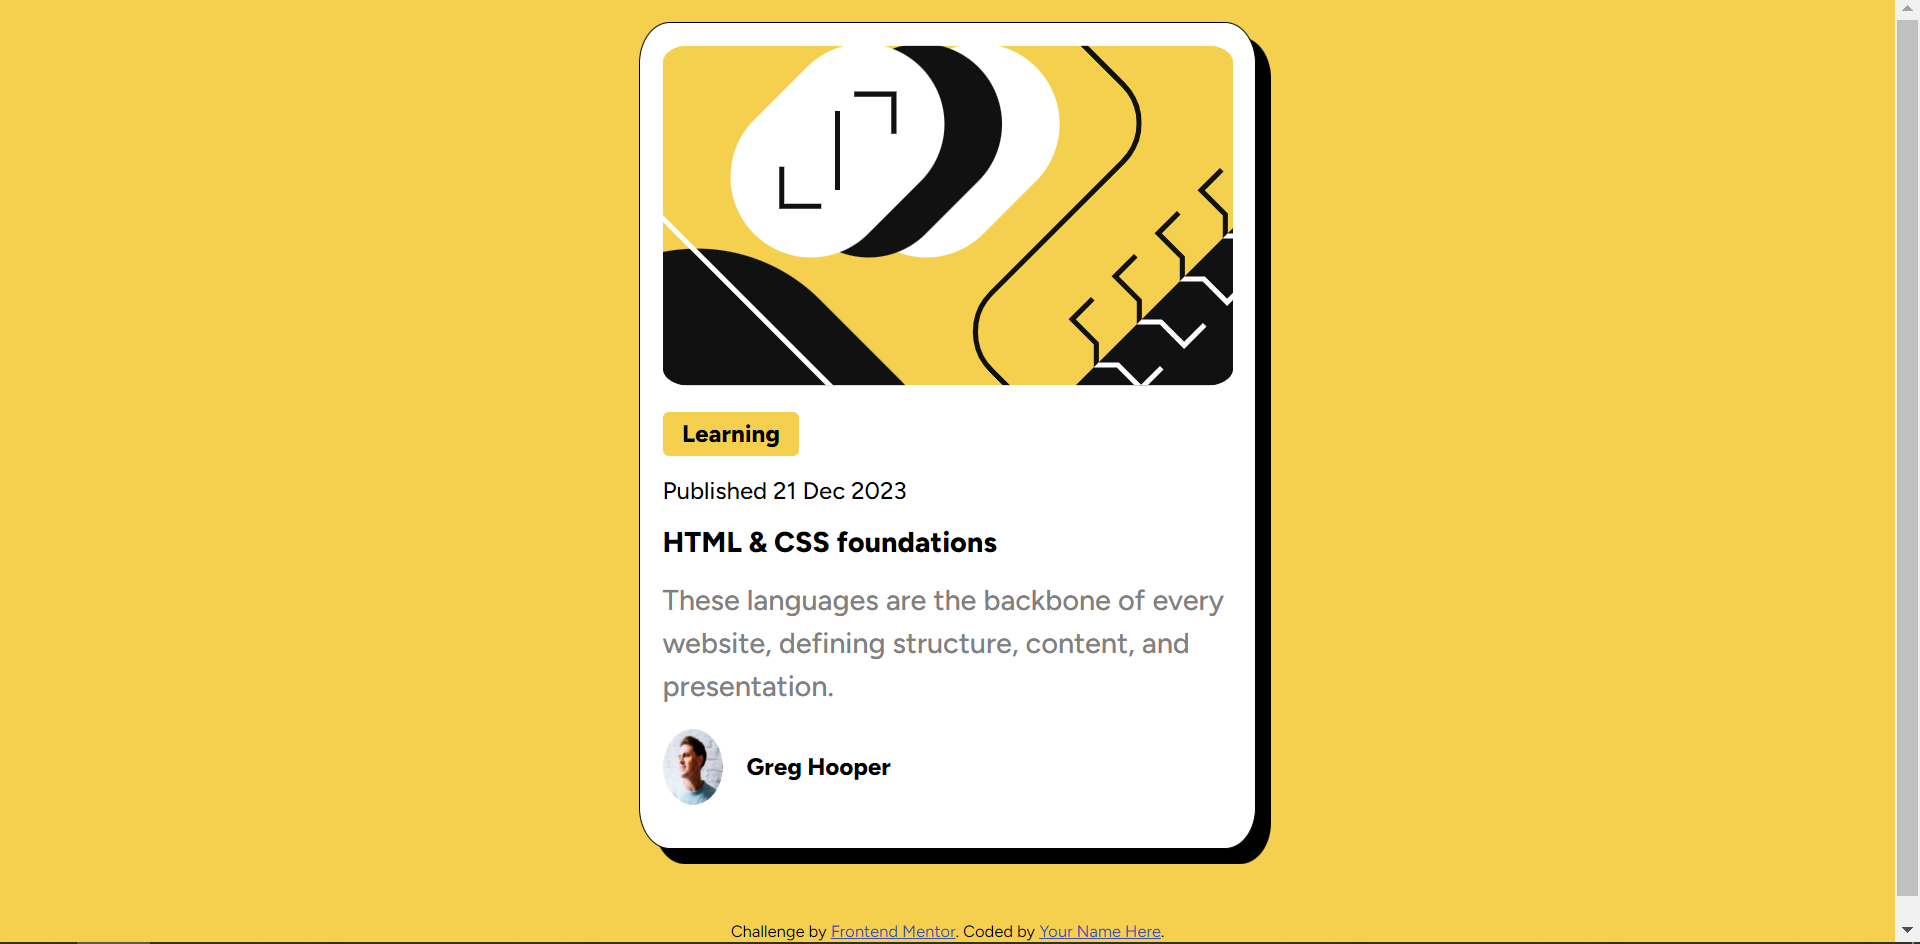 Learning
Published 21 Dec 2023
HTML & CSS foundations
These languages are the backbone of every
website, defining structure, content, and
presentation.
Greg Hooper
Challenge by Frontend Mentor. Coded by Your Name Here.